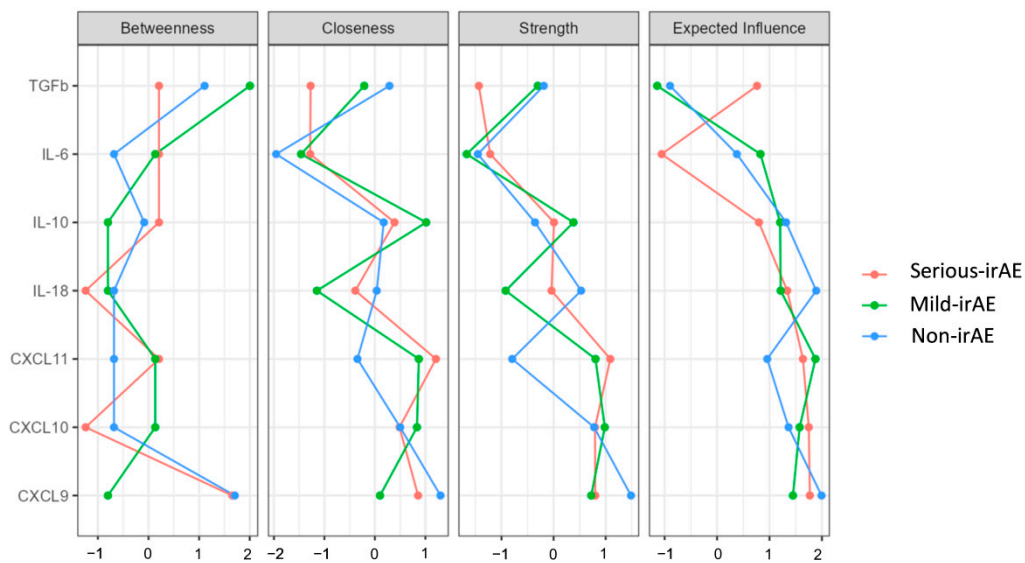 Betweenness Closeness Strength Expected Influence
TGFb
IL-6
IL-10
IL-18
CXCL11
CXCL10
CXCL9
Serious-irAE
Mild-irAE
Non-irAE
−1 0 1 2 −2 −1 0 1 −1 0 1 −1 0 1 2